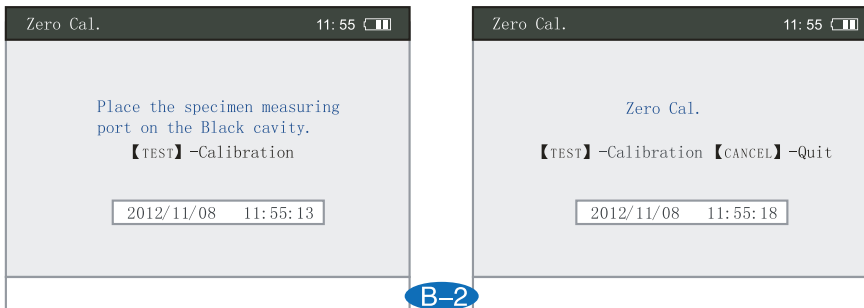 Zero Cal. 11:55
Place the specimen measuring
port on the Black cavity.
【TEST】-Calibration
2012/11/08 11:55:13
Zero Cal. 11:55
Zero Cal.
【TEST】-Calibration 【CANCEL】-Quit
2012/11/08 11:55:18
B-2